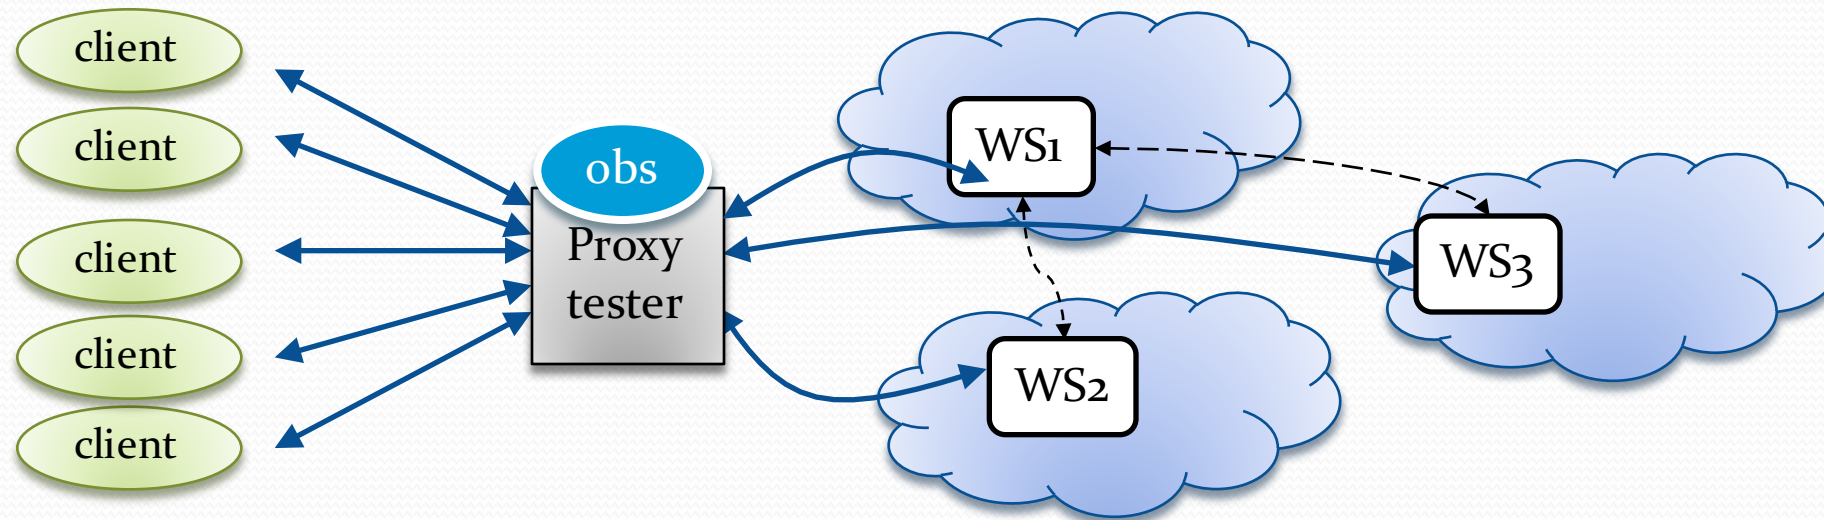 client
client
client
client
client
obs
Proxy
tester
WS1
WS2
WS3